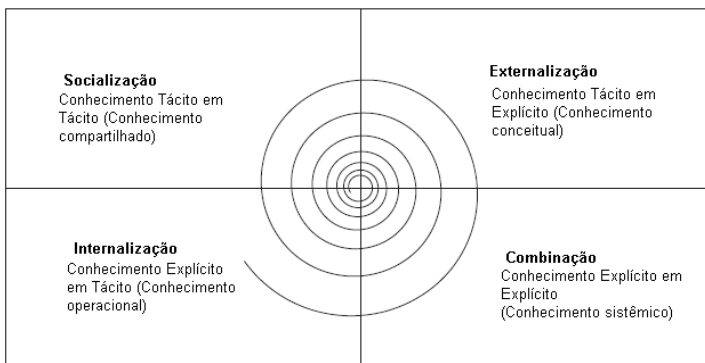 Socialização
Conhecimento Tácito em
Tácito (Conhecimento
compartilhado)
Externalização
Conhecimento Tácito em
Explícito (Conhecimento
conceitual)
Internalização
Conhecimento Explícito
em Tácito (Conhecimento
operacional)
Combinação
Conhecimento Explícito em
Explícito
(Conhecimento sistêmico)